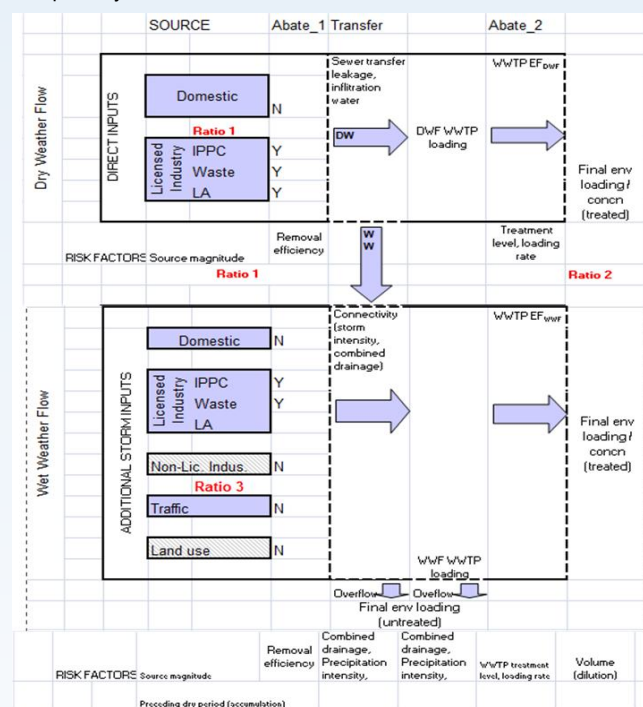 SOURCE Abate_1 Transfer Abate_2
Dry Weather Flow
DIRECT INPUTS
Domestic
N
Ratio 1
Licensed
Industry
IPPC Y
Waste Y
LA Y
Sewer transfer
leakage,
inflitration
water
DW
DWF WWTP
loading
WWTP EFDWF
Final env
loading/
concn
(treated)
RISK FACTORS Source magnitude
Removal
efficiency
W
W
Treatment
level, loading
rate
Ratio 1
Ratio 2
Wet Weather Flow
ADDITIONAL STORM INPUTS
Domestic N
Licensed
Industry
IPPC Y
Waste Y
LA
Non-Lic. Indus. N
Ratio 3
Traffic N
Land use N
Connectivity
(storm
intensity,
combined
drainage)
WWTP EFWWF
Final env
loading/
concn
(treated)
WWF WWTP
loading
Overflow Oveflow
Final env loading
(untreated)
RISK FACTORS Source magnitude
Removal
efficiency
Combined
drainage,
Precipitation
intensity,
Combined
drainage,
Precipitation
intensity,
WWTP treatment
level, loading rate
Volume
(dilution)
Preceding dry period (accumulation)